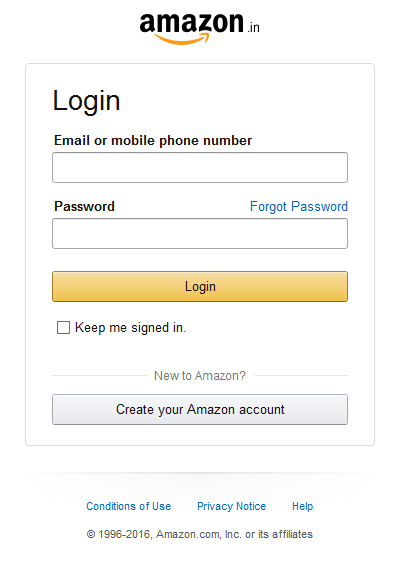 amazon.in
Login
Email or mobile phone number
Password Forgot Password
Login
Keep me signed in.
New to Amazon?
Create your Amazon account
Conditions of Use Privacy Notice Help
© 1996-2016, Amazon.com, Inc. or its affiliates